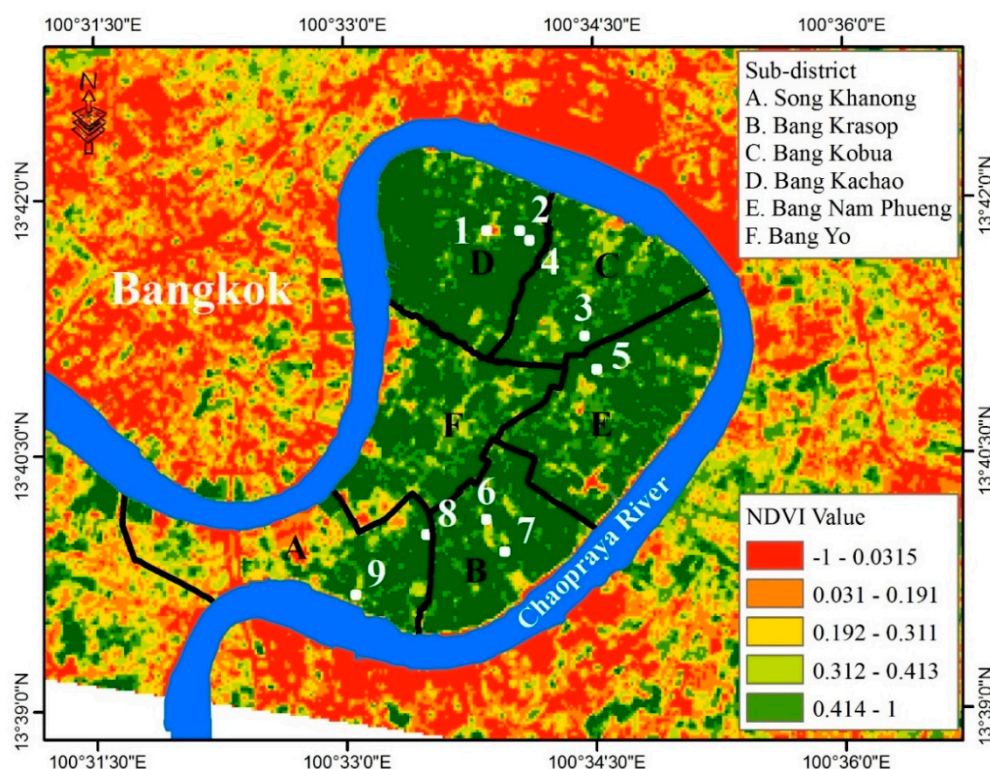 100°31'30"E 100°33'0"E 100°34'30"E 100°36'0"E
N
Sub-district
A. Song Khanong
B. Bang Krasop
C. Bang Kobua
D. Bang Kachao
E. Bang Nam Phueng
F. Bang Yo
13°42'0"N 13°42'0"N
1 2
D 4 C
Bangkok
3
5
F E
13°40'30"N 13°40'30"N
6
8
7
A
9 B
Chaopraya River
NDVI Value
-1 - 0.0315
0.031 - 0.191
0.192 - 0.311
0.312 - 0.413
0.414 - 1
13°39'0"N 13°39'0"N
100°31'30"E 100°33'0"E 100°34'30"E 100°36'0"E